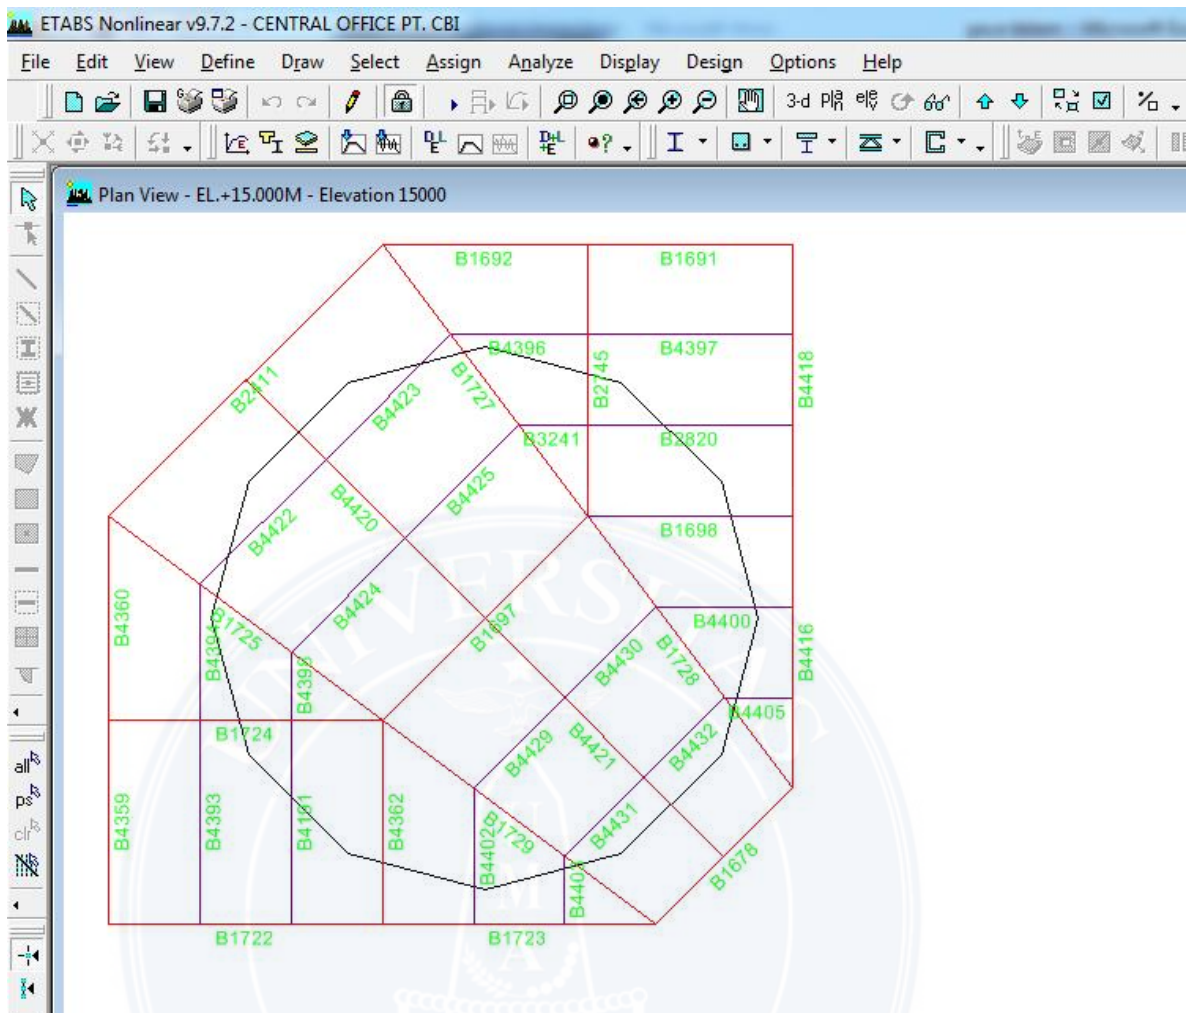 ETABS Nonlinear v9.7.2 - CENTRAL OFFICE PT. CBI
File Edit View Define Draw Select Assign Analyze Display Design Options Help
3-d
Plan View - EL.+15.000M - Elevation 15000
all
ps
clr
B1692 B1691
B4396 B4397
B2411 B4423 B1727 B4418
B3241 B2820
B4422 B4420 B4425
B1698
B4360 B1725 B4424 B1697 B4400
B4430 B1728 B4416
B4405
B1724
B4429 B4421 B4432
B4359 B4393 B4362 B4402 B1729 B4431
B1678
B1722 B1723
UNIVERSITAS